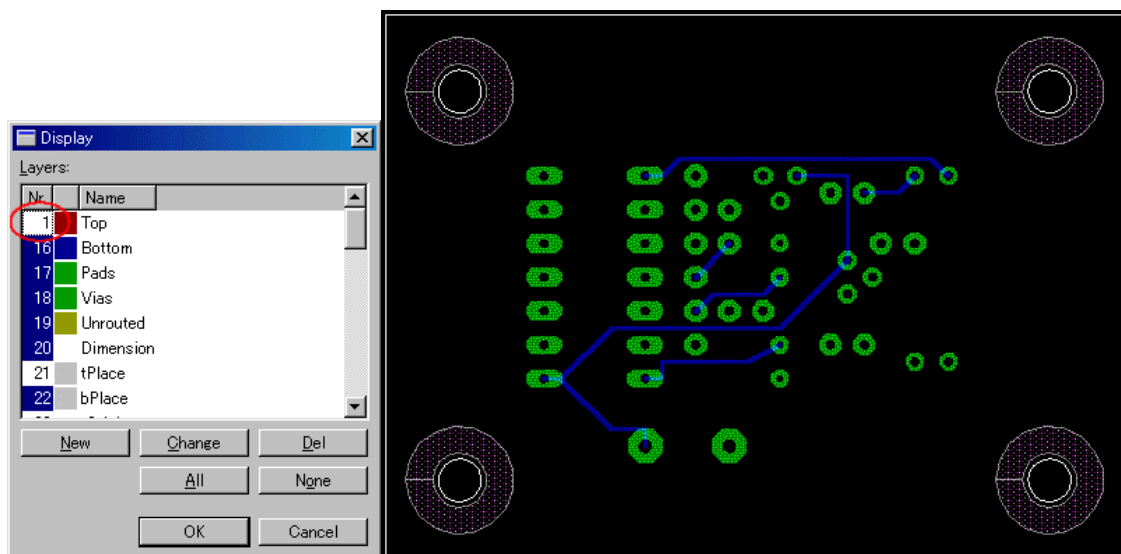 Display
Layers:
Nr. Name
1 Top
16 Bottom
17 Pads
18 Vias
19 Unrouted
20 Dimension
21 tPlace
22 bPlace
New Change Del
All None
OK Cancel